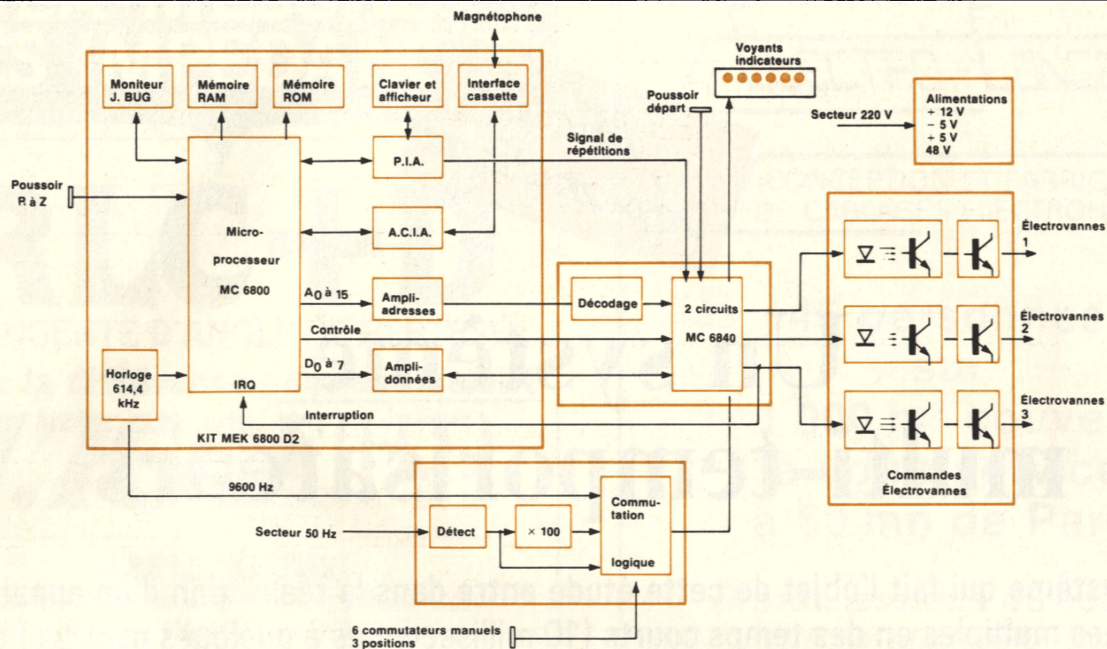 Magnétophone
Moniteur
J. BUG
Mémoire
RAM
Mémoire
ROM
Clavier et
afficheur
Interface
cassette
Voyants
indicateurs
Poussoir
départ
Secteur 220 V
Alimentations
+ 12 V
- 5 V
+ 5 V
48 V
Signal de
répétitions
P.I.A.
Poussoir
R à Z
A.C.I.A.
Micro-
processeur
MC 6800
A0 à 15
Ampli-
adresses
Décodage
2 circuits
MC 6840
Contrôle
D0 à 7
Ampli-
données
Horloge
614,4
kHz
IRQ
Interruption
KIT MEK 6800 D2
Électrovannes
1
Électrovannes
2
Électrovannes
3
Commandes
Électrovannes
9600 Hz
Secteur 50 Hz
Détect
× 100
Commu-
tation
logique
6 commutateurs manuels
3 positions